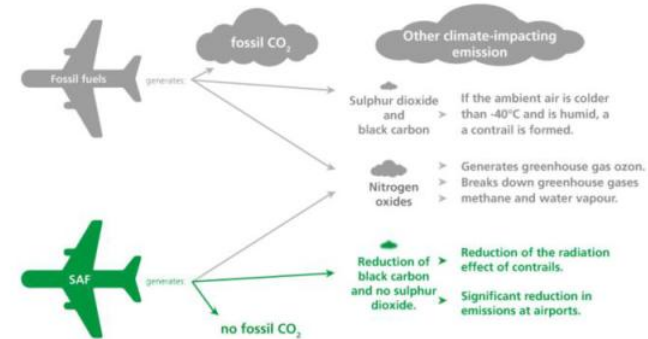 fossil CO₂
Other climate-impacting
emission
Fossil fuels
generates:
Sulphur dioxide
and
black carbon
If the ambient air is colder
than -40°C and is humid, a
a contrail is formed.
Nitrogen
oxides
Generates greenhouse gas ozon.
Breaks down greenhouse gases
methane and water vapour.
SAF
generates:
Reduction of
black carbon
and no sulphur
dioxide.
Reduction of the radiation
effect of contrails.
Significant reduction in
emissions at airports.
no fossil CO₂